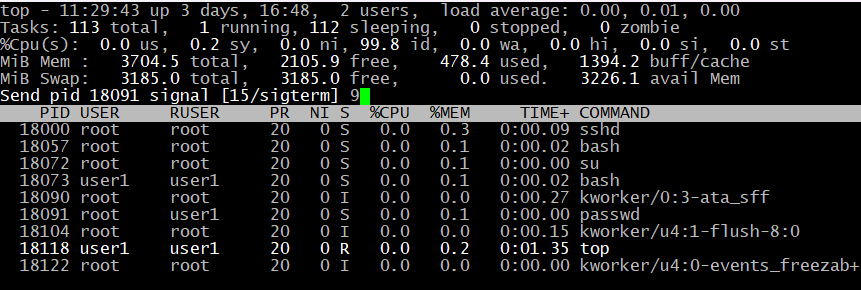 top - 11:29:43 up 3 days, 16:48,  2 users,  load average: 0.00, 0.01, 0.00
Tasks: 113 total,   1 running, 112 sleeping,   0 stopped,   0 zombie
%Cpu(s):  0.0 us,  0.2 sy,  0.0 ni, 99.8 id,  0.0 wa,  0.0 hi,  0.0 si,  0.0 st
MiB Mem :   3704.5 total,   2105.9 free,    478.4 used,   1394.2 buff/cache
MiB Swap:   3185.0 total,   3185.0 free,      0.0 used.   3226.1 avail Mem
Send pid 18091 signal [15/sigterm] 9
PID USER     RUSER    PR  NI S  %CPU  %MEM     TIME+ COMMAND
18000 root     root     20   0 S   0.0   0.3   0:00.09 sshd
18057 root     root     20   0 S   0.0   0.1   0:00.02 bash
18072 root     root     20   0 S   0.0   0.1   0:00.00 su
18073 user1    user1    20   0 S   0.0   0.1   0:00.02 bash
18090 root     root     20   0 I   0.0   0.0   0:00.27 kworker/0:3-ata_sff
18091 root     user1    20   0 S   0.0   0.1   0:00.00 passwd
18104 root     root     20   0 I   0.0   0.0   0:00.15 kworker/u4:1-flush-8:0
18118 user1    user1    20   0 R   0.0   0.2   0:01.35 top
18122 root     root     20   0 I   0.0   0.0   0:00.00 kworker/u4:0-events_freezab+